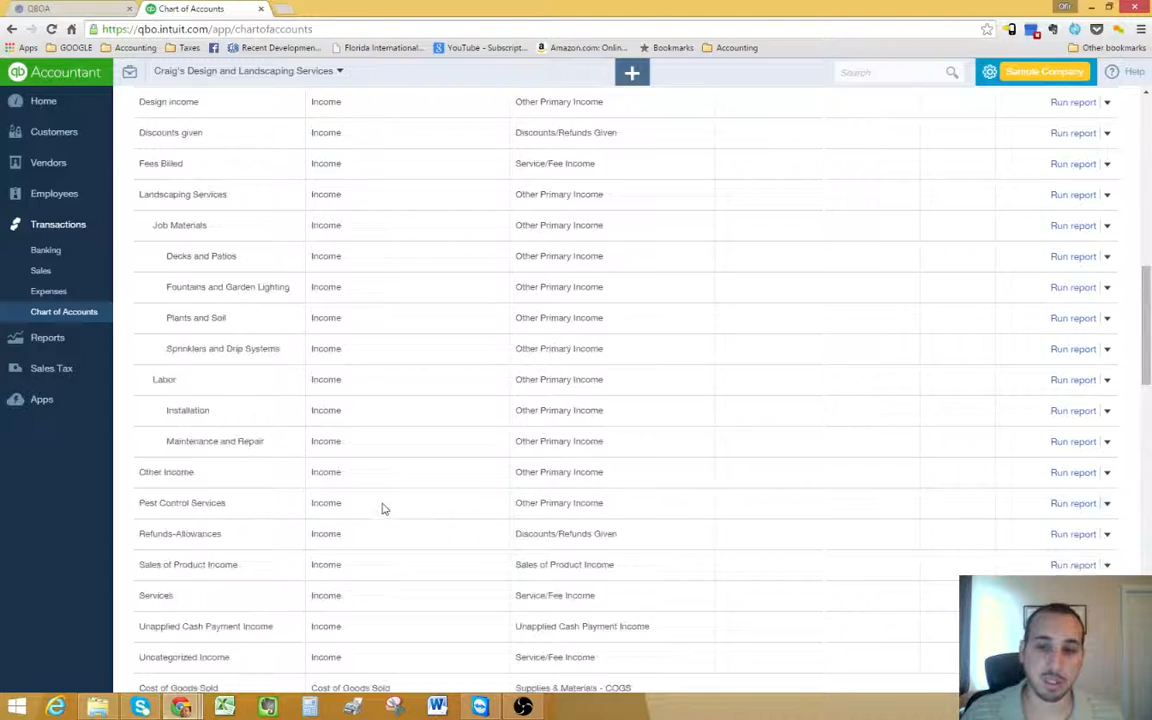 QBOA
Chart of Accounts
Ofir
https://qbo.intuit.com/app/chartofaccounts
Apps GOOGLE Accounting Taxes Recent Developmen... Florida International... YouTube - Subscript... Amazon.com: Onlin... Bookmarks Accounting Other bookmarks
qb Accountant Craig's Design and Landscaping Services Search Sample Company Help
Home
Customers
Vendors
Employees
Transactions
Banking
Sales
Expenses
Chart of Accounts
Reports
Sales Tax
Apps
Design income Income Other Primary Income Run report
Discounts given Income Discounts/Refunds Given Run report
Fees Billed Income Service/Fee Income Run report
Landscaping Services Income Other Primary Income Run report
Job Materials Income Other Primary Income Run report
Decks and Patios Income Other Primary Income Run report
Fountains and Garden Lighting Income Other Primary Income Run report
Plants and Soil Income Other Primary Income Run report
Sprinklers and Drip Systems Income Other Primary Income Run report
Labor Income Other Primary Income Run report
Installation Income Other Primary Income Run report
Maintenance and Repair Income Other Primary Income Run report
Other Income Income Other Primary Income Run report
Pest Control Services Income Other Primary Income Run report
Refunds-Allowances Income Discounts/Refunds Given Run report
Sales of Product Income Income Sales of Product Income Run report
Services Income Service/Fee Income
Unapplied Cash Payment Income Income Unapplied Cash Payment Income
Uncategorized Income Income Service/Fee Income
Cost of Goods Sold Cost of Goods Sold Supplies & Materials - COGS